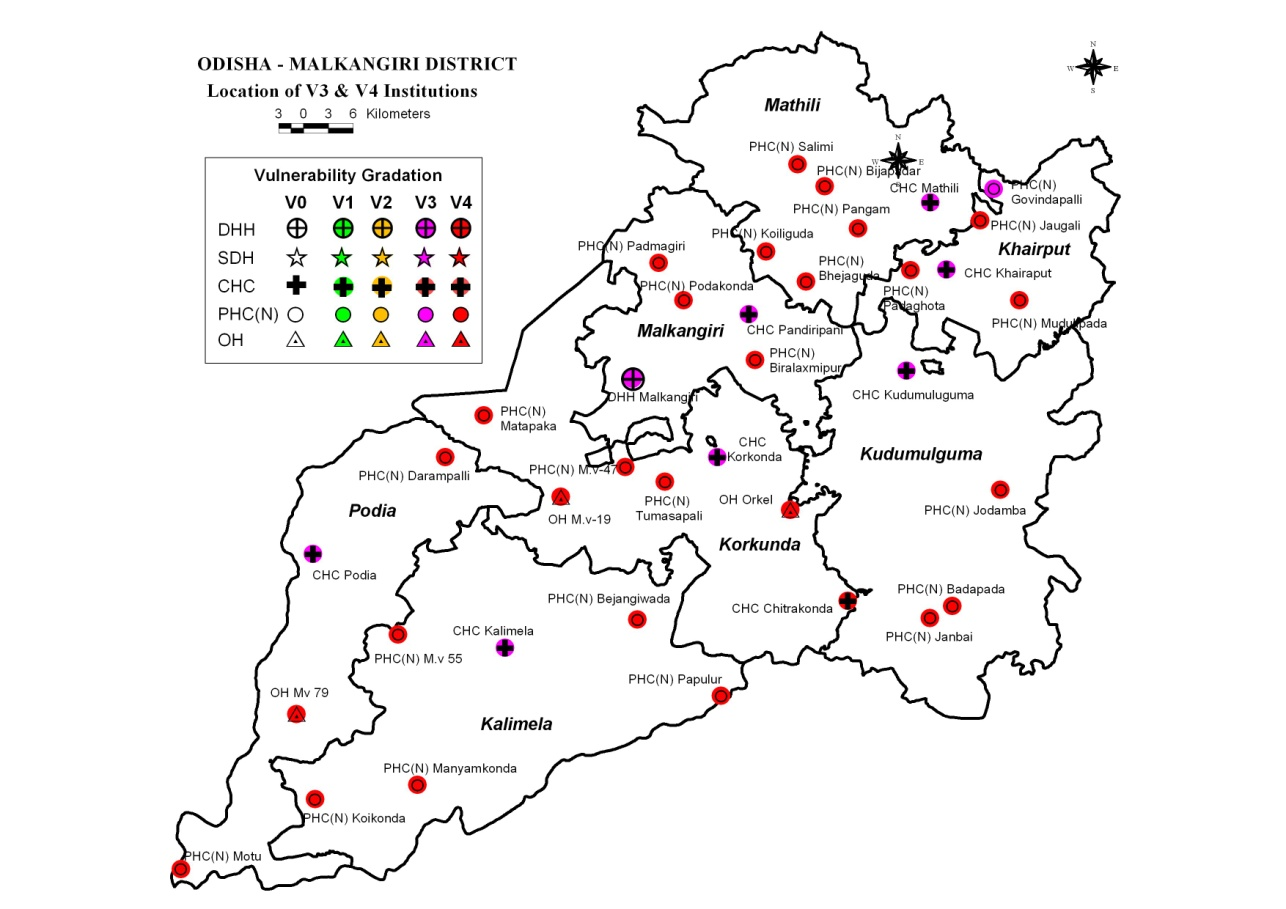 ODISHA - MALKANGIRI DISTRICT
Location of V3 & V4 Institutions
3 0 3 6 Kilometers
N
W E
S
Vulnerability Gradation
V0 V1 V2 V3 V4
DHH
SDH
CHC
PHC(N)
OH
Mathili
PHC(N) Salimi
N
W E
PHC(N) Bijapadar
CHC Mathili
PHC(N)
Govindapalli
PHC(N) Pangam
PHC(N) Jaugali
PHC(N) Koiliguda
Khairput
PHC(N) Padmagiri
PHC(N)
Bhejaguda
CHC Khairaput
PHC(N) Podakonda
PHC(N)
Padaghota
PHC(N) Mudulipada
Malkangiri
CHC Pandiripani
PHC(N)
Biralaxmipur
DHH Malkangiri
CHC Kudumuluguma
PHC(N)
Matapaka
CHC
Korkonda
Kudumulguma
PHC(N) Darampalli
PHC(N) M.v-47
OH Orkel
PHC(N)
Tumasapali
Podia
OH M.v-19
PHC(N) Jodamba
Korkunda
CHC Podia
PHC(N) Badapada
PHC(N) Bejangiwada
CHC Chitrakonda
CHC Kalimela
PHC(N) Janbai
PHC(N) M.v 55
PHC(N) Papulur
OH Mv 79
Kalimela
PHC(N) Manyamkonda
PHC(N) Koikonda
PHC(N) Motu